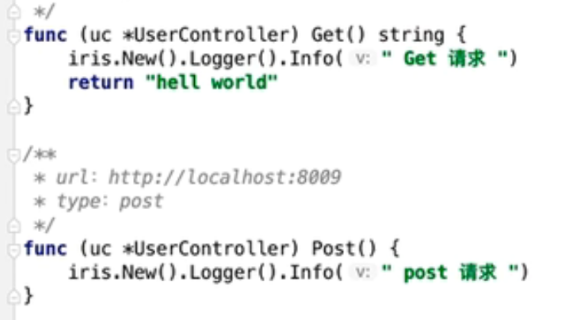 */
func (uc *UserController) Get() string {
iris.New().Logger().Info( v: " Get 请求 ")
return "hell world"
}
/**
* url: http://localhost:8009
* type: post
*/
func (uc *UserController) Post() {
iris.New().Logger().Info( v: " post 请求 ")
}